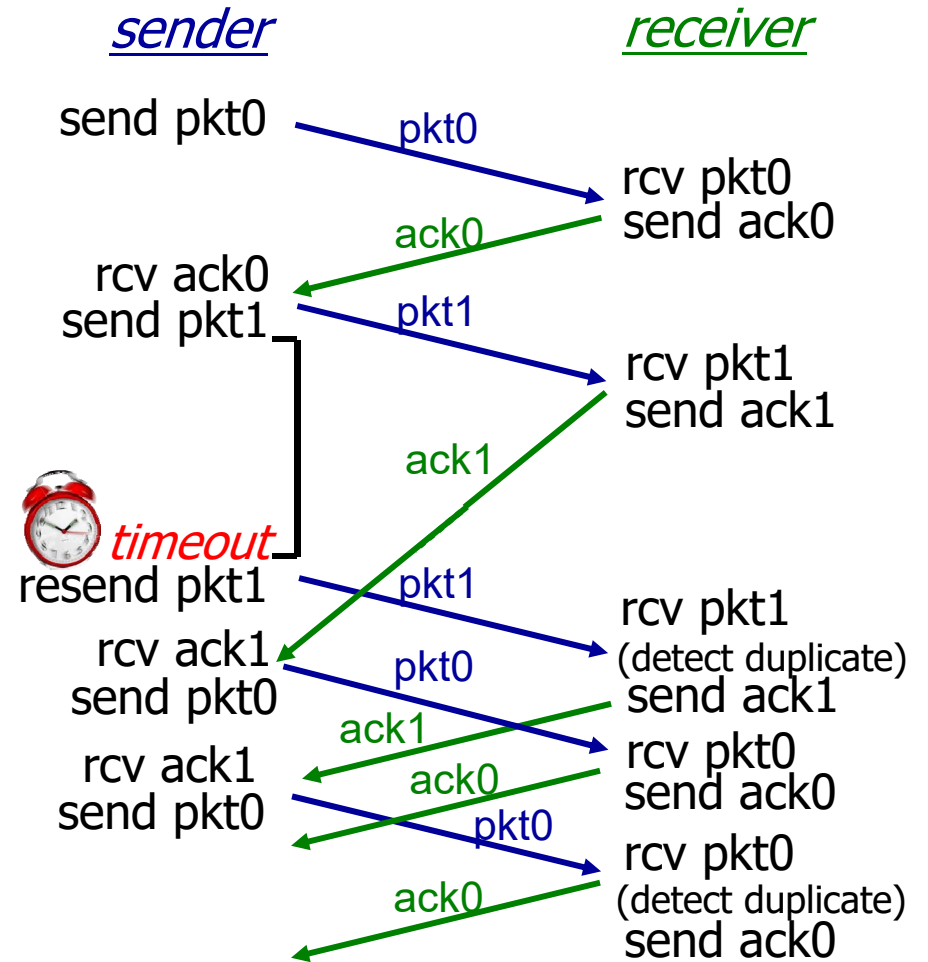 sender
receiver
send pkt0
pkt0
rcv pkt0
send ack0
ack0
rcv ack0
send pkt1
pkt1
rcv pkt1
send ack1
ack1
timeout
resend pkt1
pkt1
rcv pkt1
(detect duplicate)
send ack1
rcv ack1
send pkt0
pkt0
ack1
rcv pkt0
send ack0
rcv ack1
send pkt0
ack0
pkt0
rcv pkt0
(detect duplicate)
send ack0
ack0